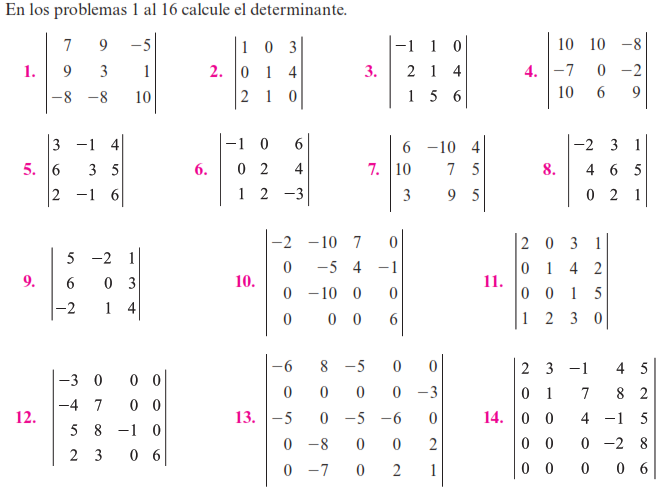 En los problemas 1 al 16 calcule el determinante.
1. | 7 9 −5 | 2. | 1 0 3 | 3. | −1 1 0 | 4. | 10 10 −8 |
| 9 3 1 | | 0 1 4 | | 2 1 4 | | −7 0 −2 |
| −8 −8 10 | | 2 1 0 | | 1 5 6 | | 10 6 9 |
5. | 3 −1 4 | 6. | −1 0 6 | 7. | 6 −10 4 | 8. | −2 3 1 |
| 6 3 5 | | 0 2 4 | | 10 7 5 | | 4 6 5 |
| 2 −1 6 | | 1 2 −3 | | 3 9 5 | | 0 2 1 |
9. | 5 −2 1 | 10. | −2 −10 7 0 | 11. | 2 0 3 1 |
| 6 0 3 | | 0 −5 4 −1 | | 0 1 4 2 |
| −2 1 4 | | 0 −10 0 0 | | 0 0 1 5 |
| 0 0 0 6 | | 1 2 3 0 |
12. | −3 0 0 0 | 13. | −6 8 −5 0 0 | 14. | 2 3 −1 4 5 |
| −4 7 0 0 | | 0 0 0 0 −3 | | 0 1 7 8 2 |
| 5 8 −1 0 | | −5 0 −5 −6 0 | | 0 0 4 −1 5 |
| 2 3 0 6 | | 0 −8 0 0 2 | | 0 0 0 −2 8 |
| 0 −7 0 2 1 | | 0 0 0 0 6 |